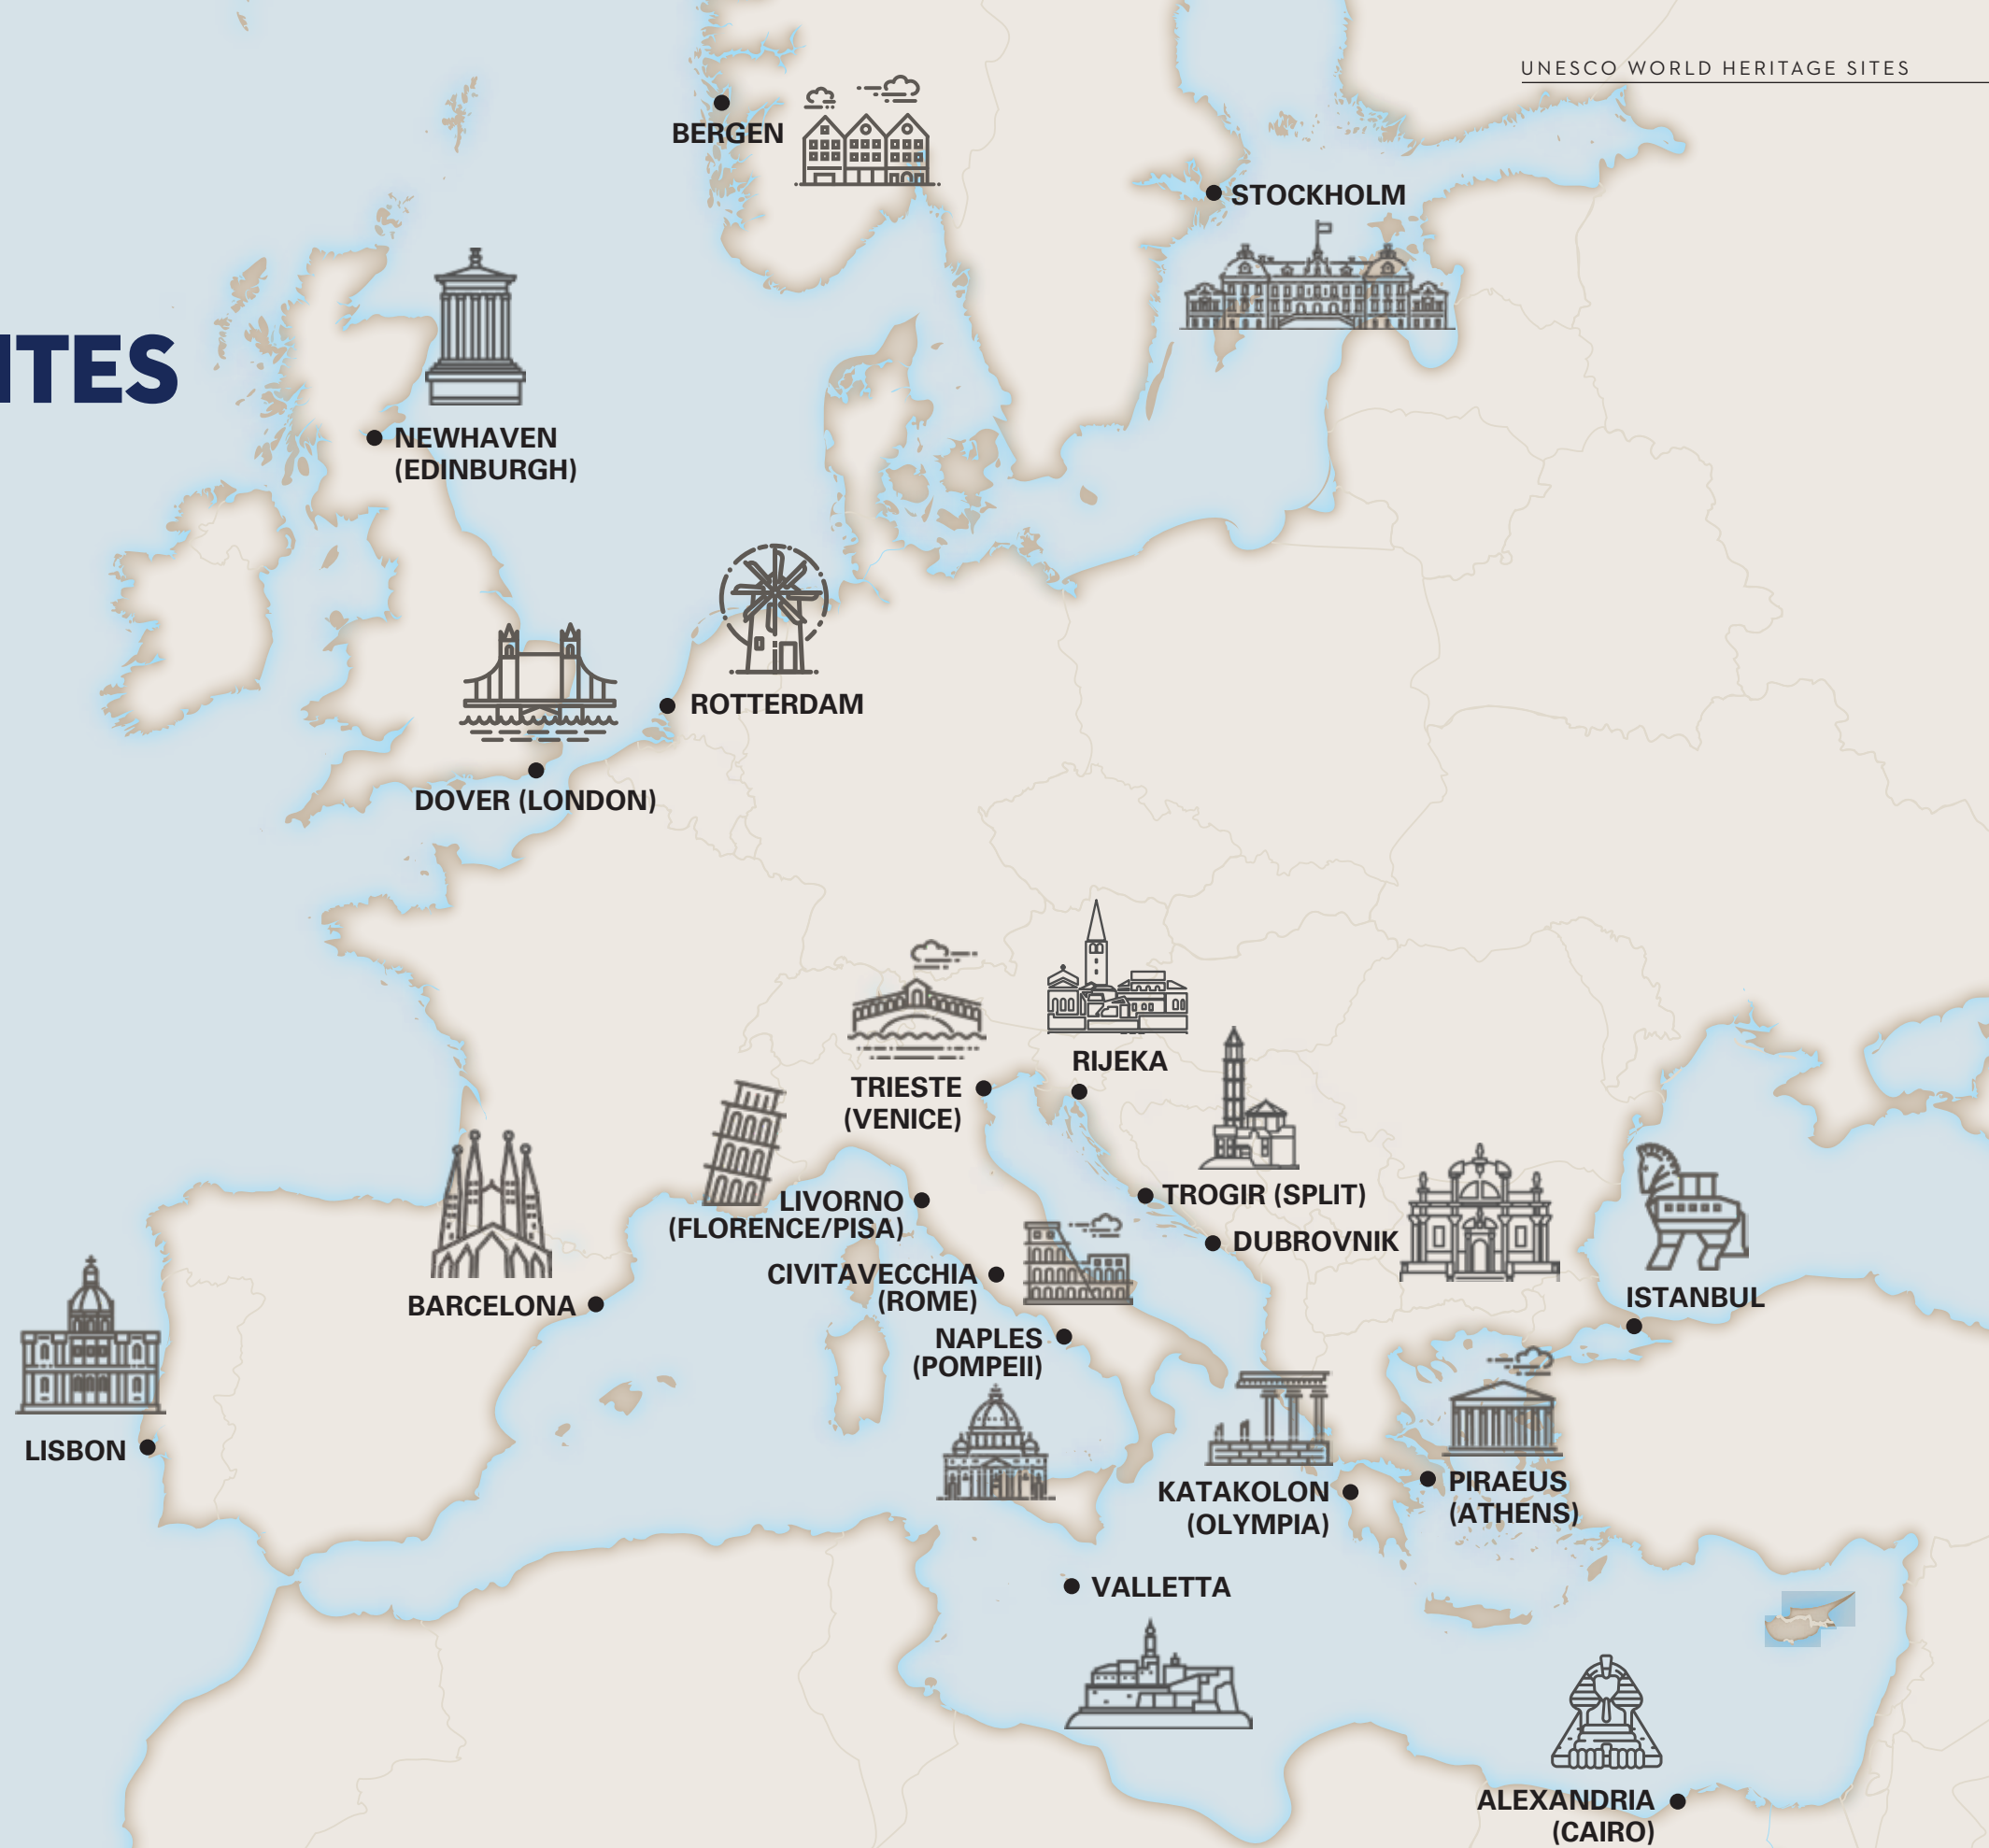 UNESCO WORLD HERITAGE SITES
BERGEN
STOCKHOLM
ITES
NEWHAVEN
(EDINBURGH)
ROTTERDAM
DOVER (LONDON)
RIJEKA
TRIESTE
(VENICE)
LIVORNO
(FLORENCE/PISA)
TROGIR (SPLIT)
DUBROVNIK
CIVITAVECCHIA
(ROME)
ISTANBUL
BARCELONA
NAPLES
(POMPEII)
LISBON
KATAKOLON
(OLYMPIA)
PIRAEUS
(ATHENS)
VALLETTA
ALEXANDRIA
(CAIRO)